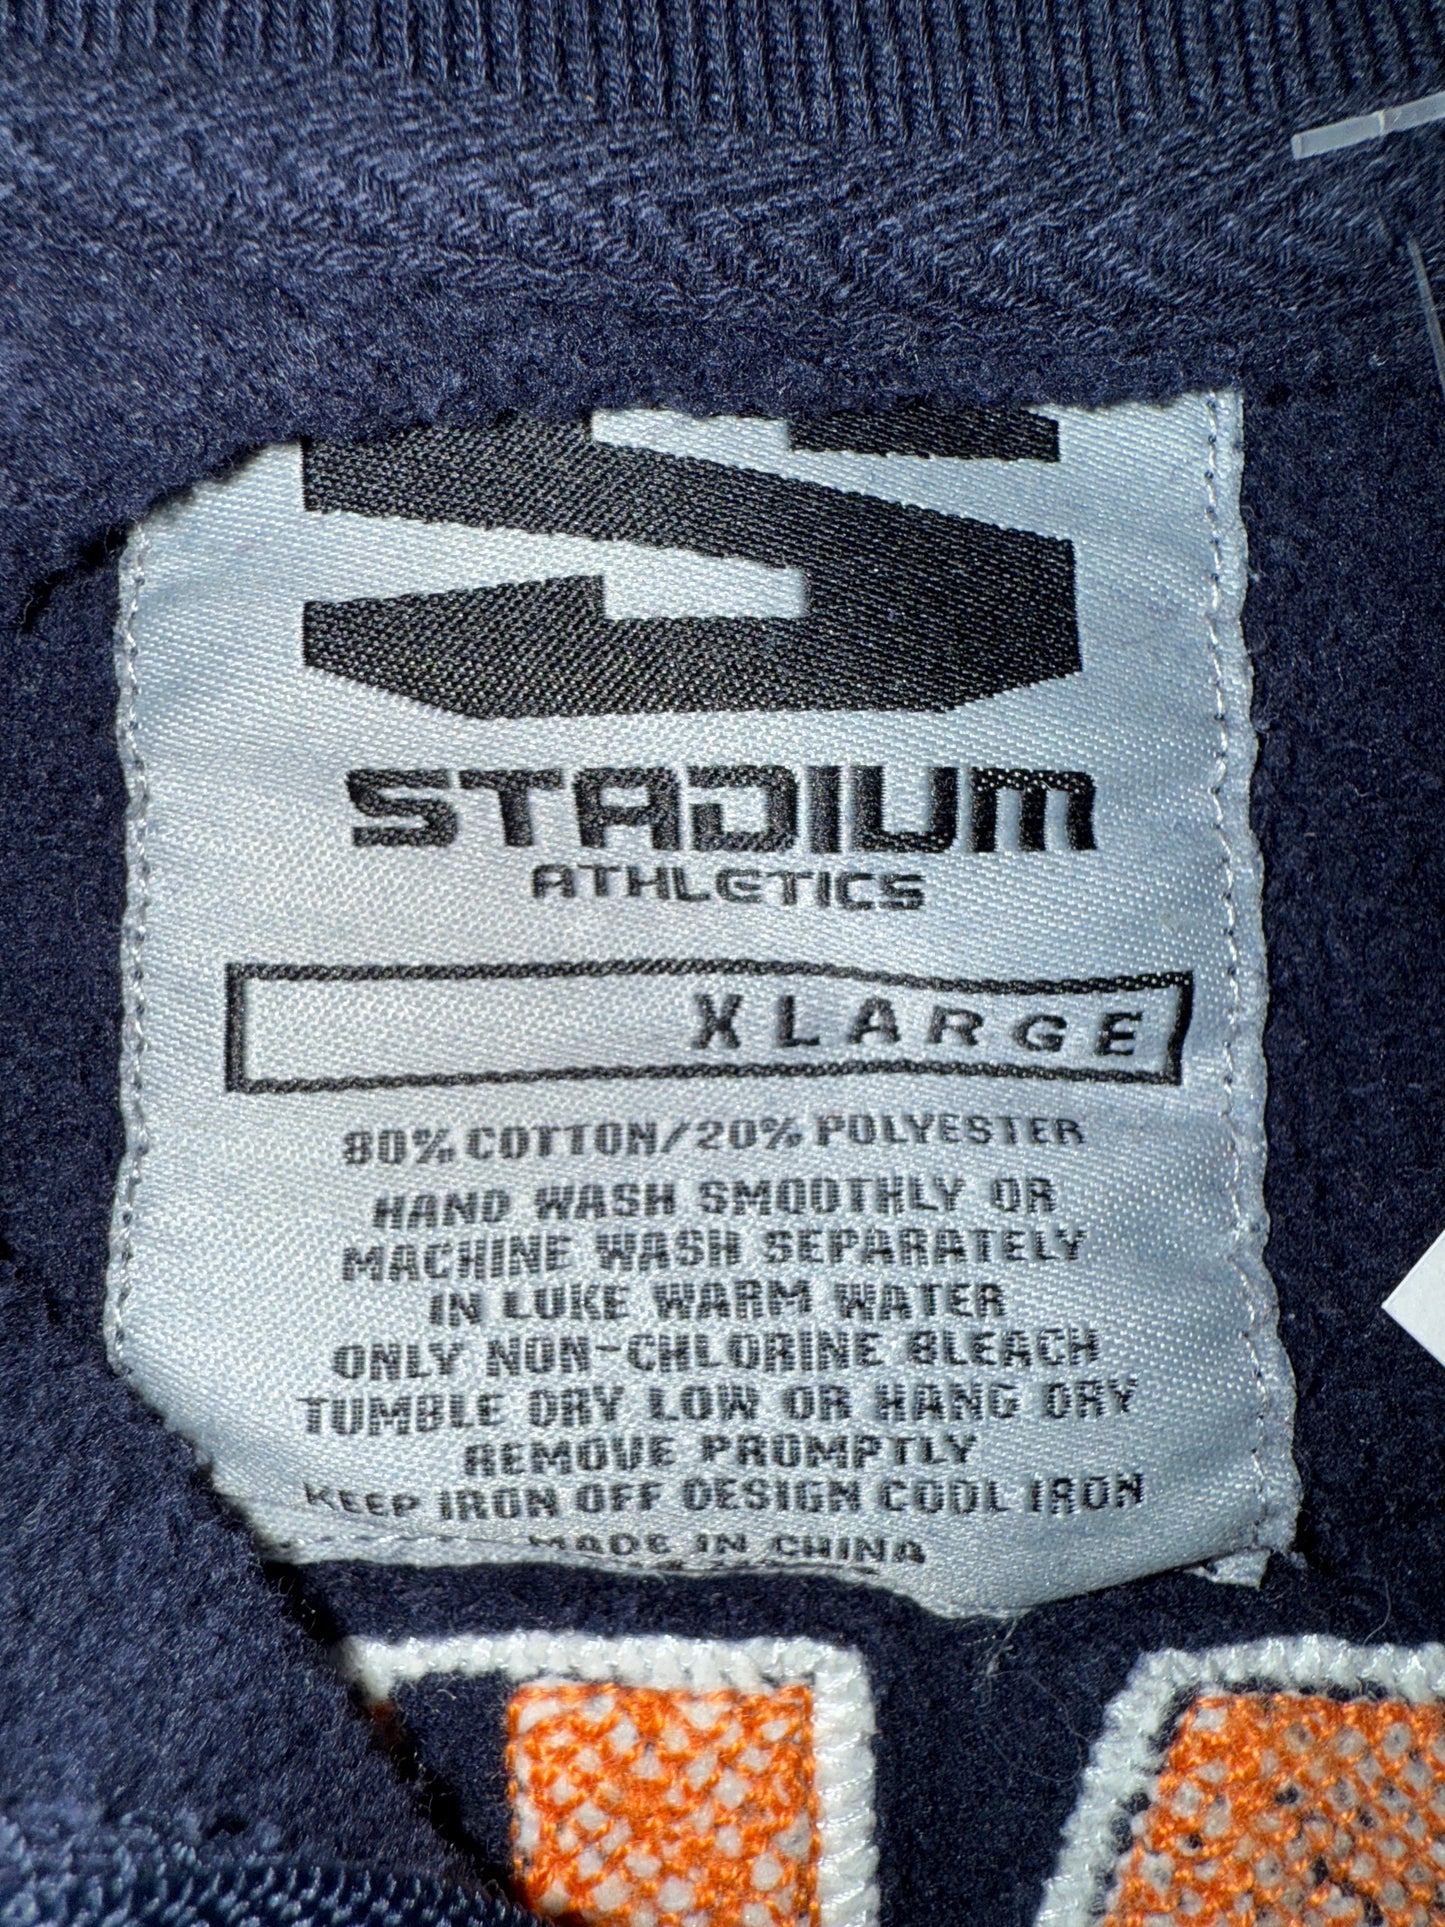 STADIUM
ATHLETICS
XLARGE
80% COTTON/20% POLYESTER
HAND WASH SMOOTHLY OR
MACHINE WASH SEPARATELY
IN LUKE WARM WATER
ONLY NON-CHLORINE BLEACH
TUMBLE DRY LOW OR HANG DRY
REMOVE PROMPTLY
KEEP IRON OFF DESIGN COOL IRON
MADE IN CHINA